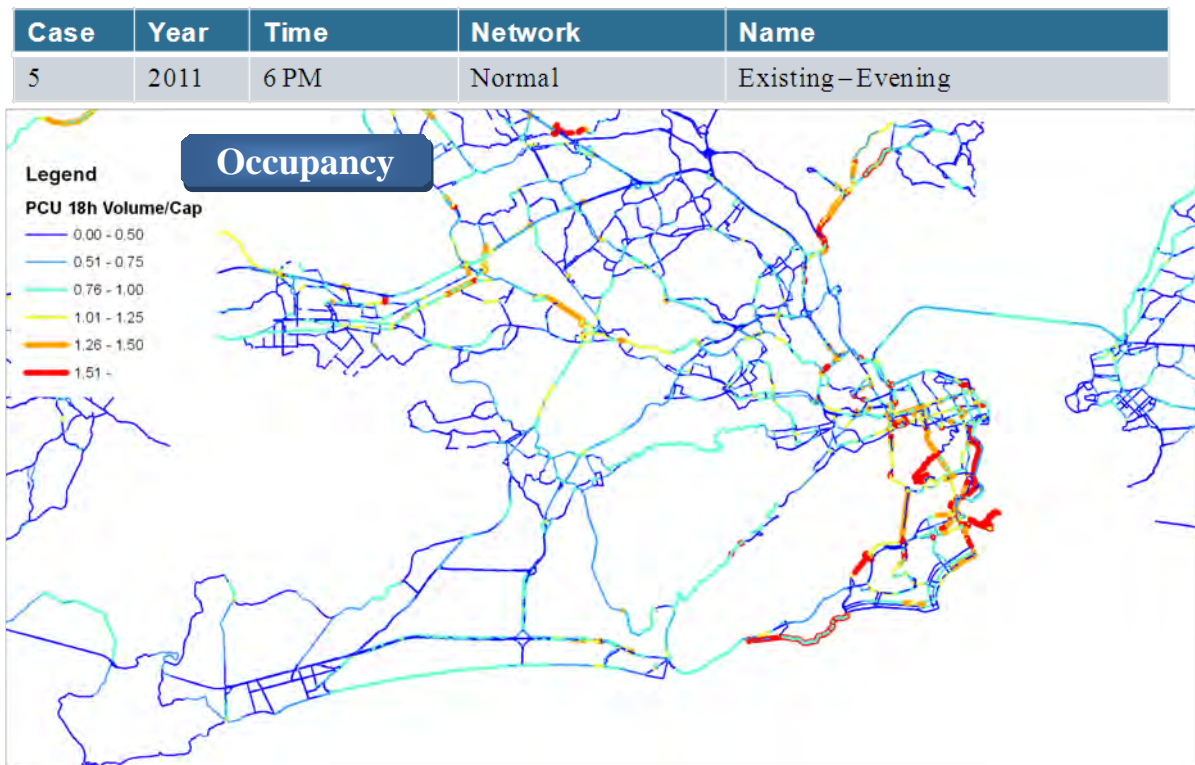 Case Year Time Network Name
5 2011 6 PM Normal Existing – Evening
Occupancy
Legend
PCU 18h Volume/Cap
0.00 - 0.50
0.51 - 0.75
0.76 - 1.00
1.01 - 1.25
1.26 - 1.50
1.51 -